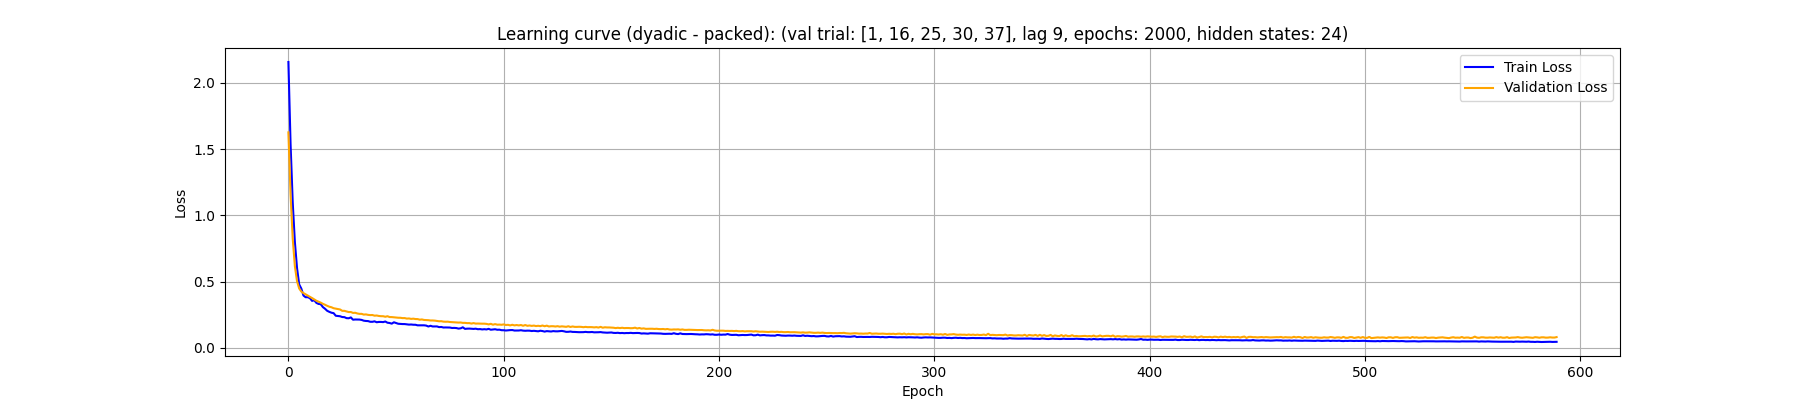 Learning curve (dyadic - packed): (val trial: [1, 16, 25, 30, 37], lag 9, epochs: 2000, hidden states: 24)
Train Loss
Validation Loss
2.0
1.5
1.0
0.5
0.0
Loss
0 100 200 300 400 500 600
Epoch